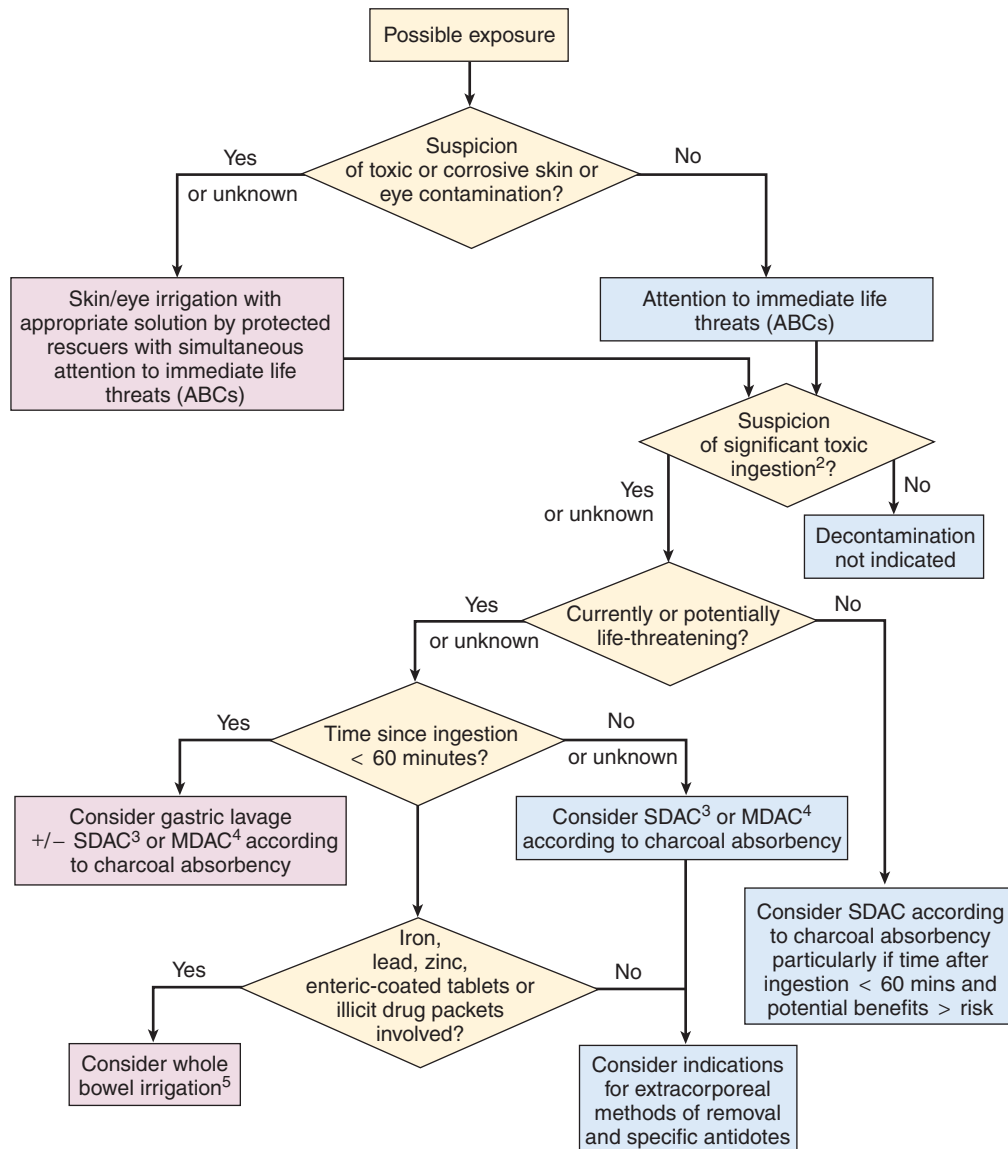 Possible exposure
Suspicion
of toxic or corrosive skin or
eye contamination?
Yes
or unknown
No
Skin/eye irrigation with
appropriate solution by protected
rescuers with simultaneous
attention to immediate life
threats (ABCs)
Attention to immediate life
threats (ABCs)
Suspicion
of significant toxic
ingestion²?
Yes
or unknown
No
Decontamination
not indicated
Currently or potentially
life-threatening?
Yes
or unknown
No
Time since ingestion
< 60 minutes?
Yes
No
or unknown
Consider gastric lavage
+/− SDAC³ or MDAC⁴ according
to charcoal absorbency
Consider SDAC³ or MDAC⁴
according to charcoal absorbency
Consider SDAC according
to charcoal absorbency
particularly if time after
ingestion < 60 mins and
potential benefits > risk
Iron,
lead, zinc,
enteric-coated tablets or
illicit drug packets
involved?
Yes
No
Consider whole
bowel irrigation⁵
Consider indications
for extracorporeal
methods of removal
and specific antidotes